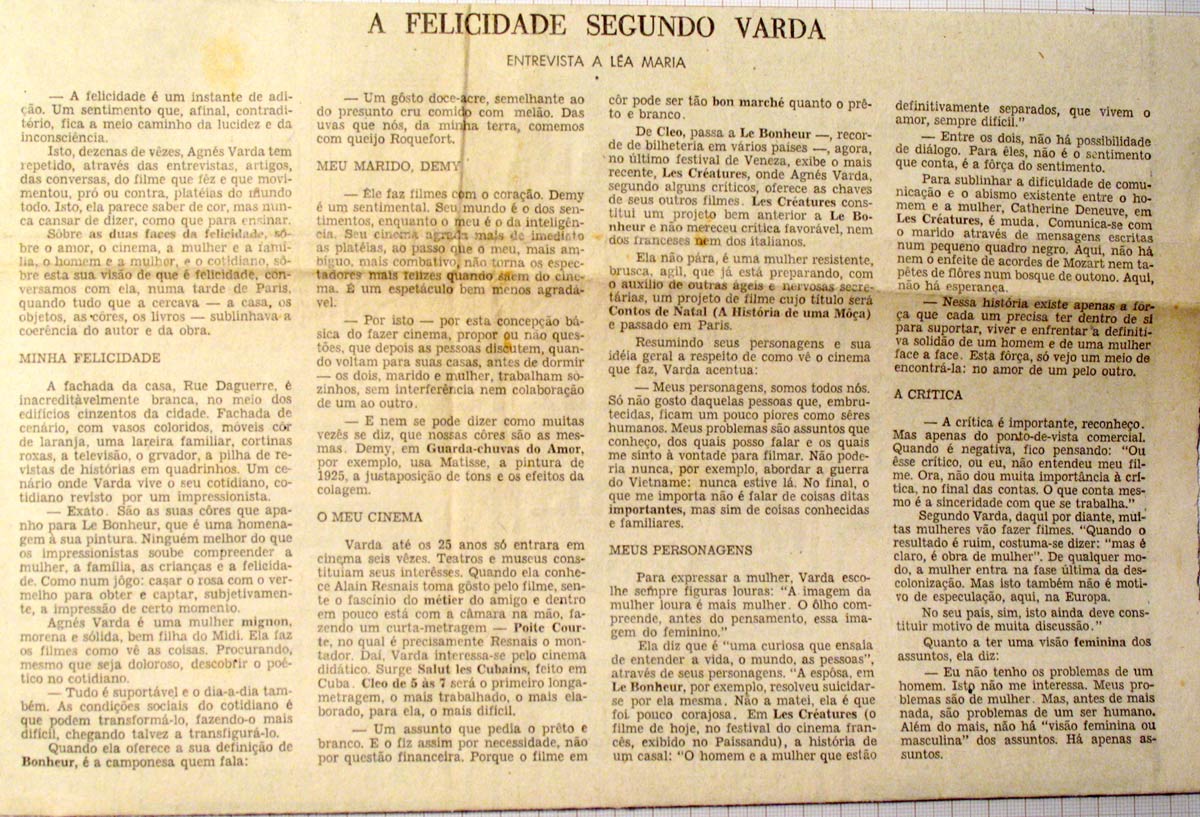 A FELICIDADE SEGUNDO VARDA
ENTREVISTA A LÉA MARIA
— A felicidade é um instante de adi-
ção. Um sentimento que, afinal, contradi-
tório, fica a meio caminho da lucidez e da
inconsciência.
Isto, dezenas de vêzes, Agnés Varda tem
repetido, através das entrevistas, artigos,
das conversas, do filme que fêz e que movi-
mentou, pró ou contra, platéias do mundo
todo. Isto, ela parece saber de cor, mas nun-
ca cansar de dizer, como que para ensinar.
Sôbre as duas faces da felicidade, sô-
bre o amor, o cinema, a mulher e a famí-
lia, o homem e a mulher, e o cotidiano, sô-
bre esta sua visão de que é felicidade, con-
versamos com ela, numa tarde de Paris,
quando tudo que a cercava — a casa, os
objetos, as côres, os livros — sublinhava a
coerência do autor e da obra.
MINHA FELICIDADE
A fachada da casa, Rue Daguerre, é
inacreditàvelmente branca, no meio dos
edifícios cinzentos da cidade. Fachada de
cenário, com vasos coloridos, móveis côr
de laranja, uma lareira familiar, cortinas
roxas, a televisão, o grvador, a pilha de re-
vistas de histórias em quadrinhos. Um ce-
nário onde Varda vive o seu cotidiano, co-
tidiano revisto por um impressionista.
— Exato. São as suas côres que apa-
nho para Le Bonheur, que é uma homena-
gem à sua pintura. Ninguém melhor do que
os impressionistas soube compreender a
mulher, a família, as crianças e a felicida-
de. Como num jôgo: casar o rosa com o ver-
melho para obter e captar, subjetivamen-
te, a impressão de certo momento.
Agnés Varda é uma mulher mignon,
morena e sólida, bem filha do Midi. Ela faz
os filmes como vê as coisas. Procurando,
mesmo que seja doloroso, descobrir o poé-
tico no cotidiano.
— Tudo é suportável e o dia-a-dia tam-
bém. As condições sociais do cotidiano é
que podem transformá-lo, fazendo-o mais
difícil, chegando talvez a transfigurá-lo.
Quando ela oferece a sua definição de
Bonheur, é a camponesa quem fala:
— Um gôsto doce-acre, semelhante ao
do presunto cru comido com melão. Das
uvas que nós, da minha terra, comemos
com queijo Roquefort.
MEU MARIDO, DEMY
— Êle faz filmes com o coração. Demy
é um sentimental. Seu mundo é o dos sen-
timentos, enquanto o meu é o da inteligên-
cia. Seu cinema agrada mais de imediato
as platéias, ao passo que o meu, mais am-
bíguo, mais combativo, não torna os espec-
tadores mais felizes quando saem do cine-
ma. É um espetáculo bem menos agradá-
vel.
— Por isto — por esta concepção bá-
sica do fazer cinema, propor ou não ques-
tões, que depois as pessoas discutem, quan-
do voltam para suas casas, antes de dormir
— os dois, marido e mulher, trabalham so-
zinhos, sem interferência nem colaboração
de um ao outro.
— E nem se pode dizer como muitas
vezês se diz, que nossas côres são as mes-
mas. Demy, em Guarda-chuvas do Amor,
por exemplo, usa Matisse, a pintura de
1925, a justaposição de tons e os efeitos da
colagem.
O MEU CINEMA
Varda até os 25 anos só entrara em
cinema seis vêzes. Teatros e museus cons-
tituíam seus interêsses. Quando ela conhe-
ce Alain Resnais toma gôsto pelo filme, sen-
te o fascínio do métier do amigo e dentro
em pouco está com a câmara na mão, fa-
zendo um curta-metragem — Poite Cour-
te, no qual é precisamente Resnais o mon-
tador. Daí, Varda interessa-se pelo cinema
didático. Surge Salut les Cubains, feito em
Cuba. Cleo de 5 às 7 será o primeiro longa-
metragem, o mais trabalhado, o mais ela-
borado, para ela, o mais difícil.
— Um assunto que pedia o prêto e
branco. E o fiz assim por necessidade, não
por questão financeira. Porque o filme em
côr pode ser tão bon marché quanto o prê-
to e branco.
De Cleo, passa a Le Bonheur —, recor-
de de bilheteria em vários países —, agora,
no último festival de Veneza, exibe o mais
recente, Les Créatures, onde Agnés Varda,
segundo alguns críticos, oferece as chaves
de seus outros filmes. Les Créatures cons-
titui um projeto bem anterior a Le Bo-
nheur e não mereceu crítica favorável, nem
dos franceses nem dos italianos.
Ela não pára, é uma mulher resistente,
brusca, agil, que já está preparando, com
o auxílio de outras ágeis e nervosas secre-
tárias, um projeto de filme cujo título será
Contos de Natal (A História de uma Môça)
e passado em Paris.
Resumindo seus personagens e sua
idéia geral a respeito de como vê o cinema
que faz, Varda acentua:
— Meus personagens, somos todos nós.
Só não gosto daquelas pessoas que, embru-
tecidas, ficam um pouco piores como sêres
humanos. Meus problemas são assuntos que
conheço, dos quais posso falar e os quais
me sinto à vontade para filmar. Não pode-
ria nunca, por exemplo, abordar a guerra
do Vietname: nunca estive lá. No final, o
que me importa não é falar de coisas ditas
importantes, mas sim de coisas conhecidas
e familiares.
MEUS PERSONAGENS
Para expressar a mulher, Varda esco-
lhe sempre figuras louras: "A imagem da
mulher loura é mais mulher. O ôlho com-
preende, antes do pensamento, essa ima-
gem do feminino."
Ela diz que é "uma curiosa que ensaia
de entender a vida, o mundo, as pessoas",
através de seus personagens. "A espôsa, em
Le Bonheur, por exemplo, resolveu suicidar-
se por ela mesma. Não a matei, ela é que
foi pouco corajosa. Em Les Créatures (o
filme de hoje, no festival do cinema fran-
cês, exibido no Paissandu), a história de
um casal: "O homem e a mulher que estão
definitivamente separados, que vivem o
amor, sempre difícil."
— Entre os dois, não há possibilidade
de diálogo. Para êles, não é o sentimento
que conta, é a fôrça do sentimento.
Para sublinhar a dificuldade de comu-
nicação e o abismo existente entre o ho-
mem e a mulher, Catherine Deneuve, em
Les Créatures, é muda. Comunica-se com
o marido através de mensagens escritas
num pequeno quadro negro. Aqui, não há
nem o enfeite de acordes de Mozart nem ta-
pêtes de flôres num bosque de outono. Aqui,
não há esperança.
— Nessa história existe apenas a fôr-
ça que cada um precisa ter dentro de si
para suportar, viver e enfrentar a definiti-
va solidão de um homem e de uma mulher
face a face. Esta fôrça, só vejo um meio de
encontrá-la: no amor de um pelo outro.
A CRÍTICA
— A crítica é importante, reconheço.
Mas apenas do ponto-de-vista comercial.
Quando é negativa, fico pensando: "Ou
êsse crítico, ou eu, não entendeu meu fil-
me. Ora, não dou muita importância à crí-
tica, no final das contas. O que conta mes-
mo é a sinceridade com que se trabalha."
Segundo Varda, daqui por diante, mui-
tas mulheres vão fazer filmes. "Quando o
resultado é ruim, costuma-se dizer: "mas é
claro, é obra de mulher". De qualquer mo-
do, a mulher entra na fase última da des-
colonização. Mas isto também não é moti-
vo de especulação, aqui, na Europa.
No seu país, sim, isto ainda deve cons-
tituir motivo de muita discussão."
Quanto a ter uma visão feminina dos
assuntos, ela diz:
— Eu não tenho os problemas de um
homem. Isto não me interessa. Meus pro-
blemas são de mulher. Mas, antes de mais
nada, são problemas de um ser humano.
Além do mais, não há "visão feminina ou
masculina" dos assuntos. Há apenas as-
suntos.